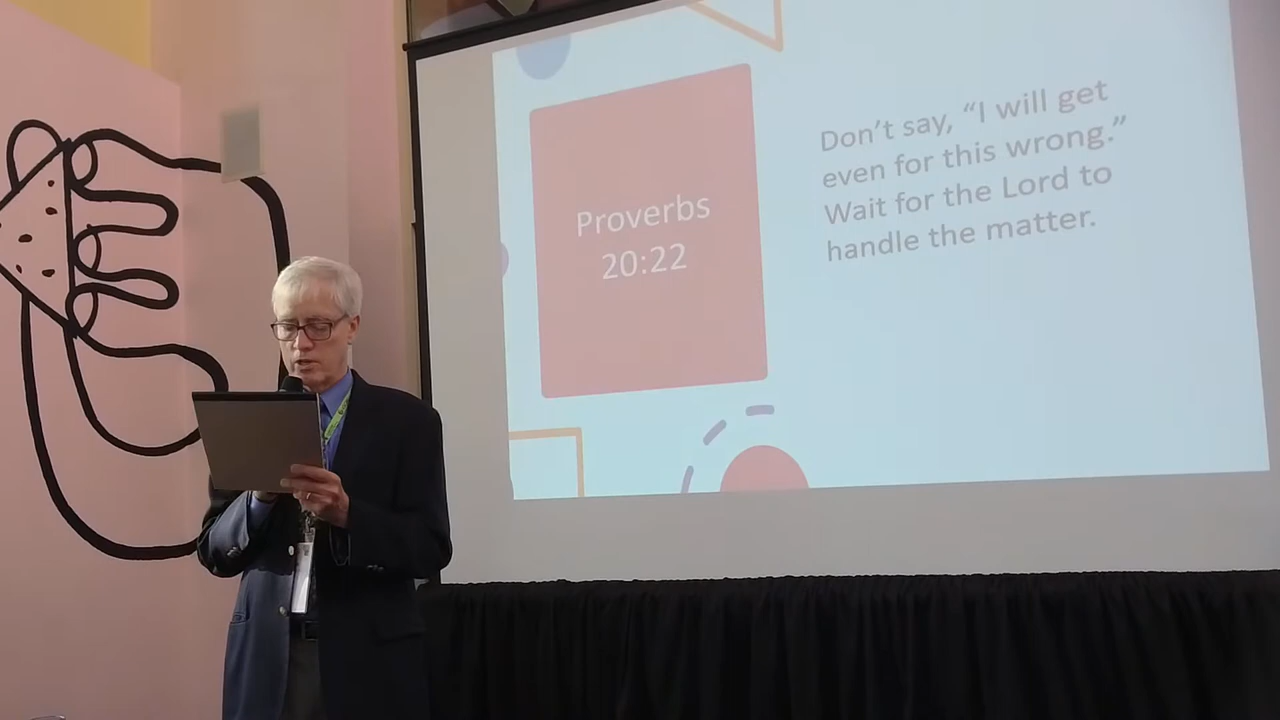 Proverbs
20:22
Don't say, “I will get
even for this wrong.”
Wait for the Lord to
handle the matter.